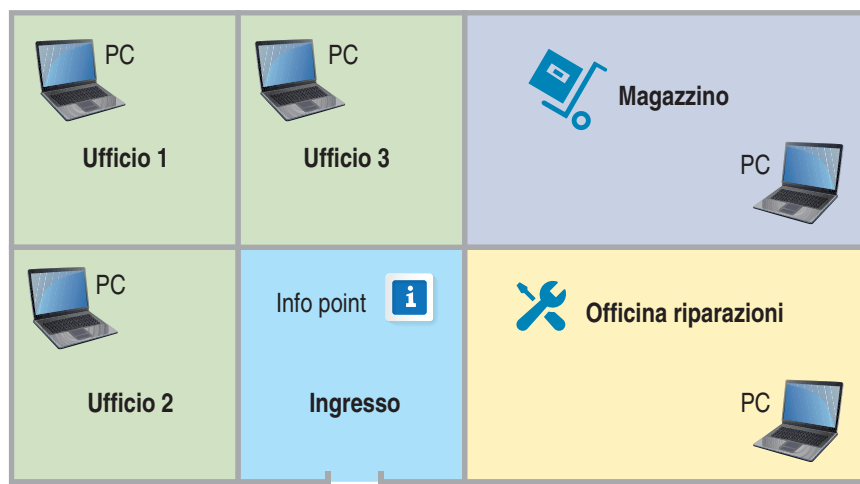 PC
Ufficio 1
PC
Ufficio 3
Magazzino
PC
PC
Ufficio 2
Info point i
Ingresso
Officina riparazioni
PC